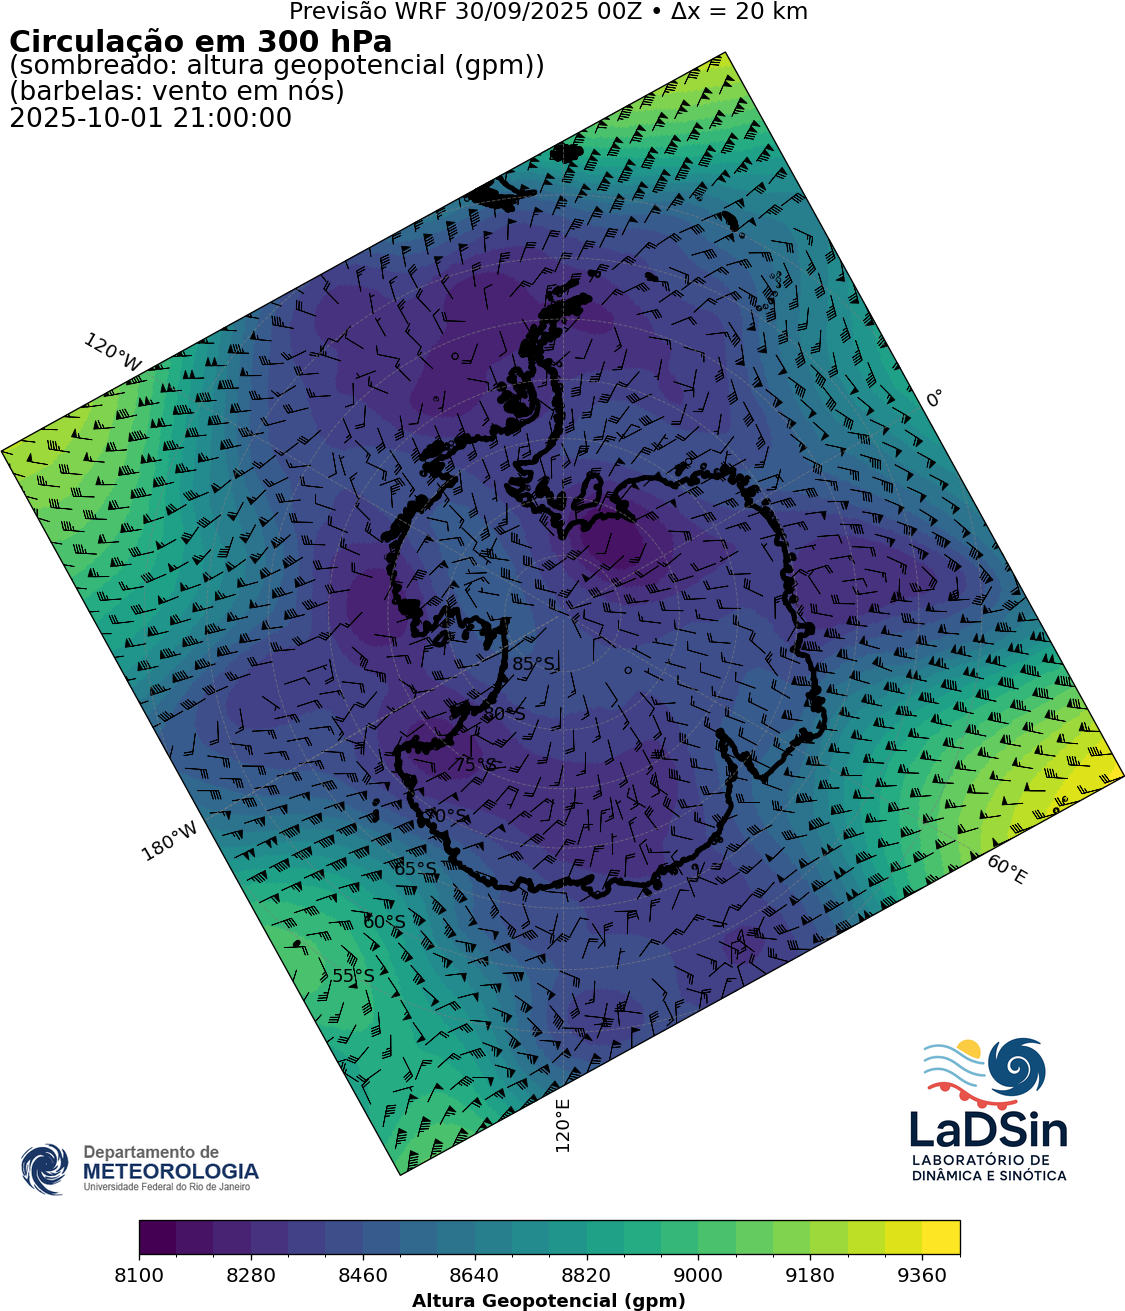 Previsão WRF 30/09/2025 00Z • Δx = 20 km
Circulação em 300 hPa
(sombreado: altura geopotencial (gpm))
(barbelas: vento em nós)
2025-10-01 21:00:00
120°W
0°
85°S
80°S
75°S
70°S
180°W
65°S
60°E
60°S
55°S
120°E
LaDSin
LABORATÓRIO DE
DINÂMICA E SINÓTICA
Departamento de
METEOROLOGIA
Universidade Federal do Rio de Janeiro
8100 8280 8460 8640 8820 9000 9180 9360
Altura Geopotencial (gpm)